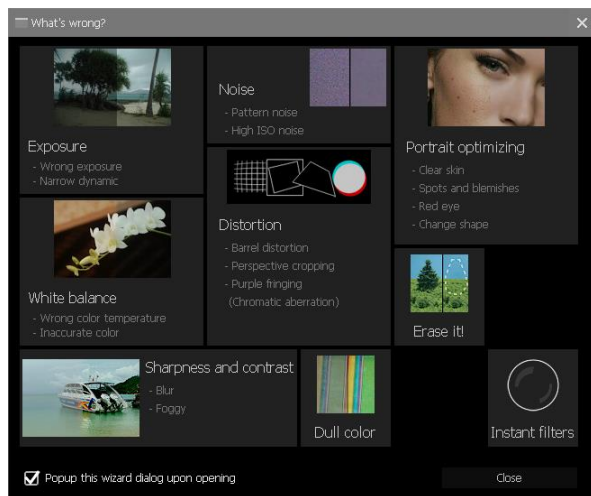 What's wrong?
Exposure
- Wrong exposure
- Narrow dynamic
Noise
- Pattern noise
- High ISO noise
Portrait optimizing
- Clear skin
- Spots and blemishes
- Red eye
- Change shape
White balance
- Wrong color temperature
- Inaccurate color
Distortion
- Barrel distortion
- Perspective cropping
- Purple fringing
(Chromatic aberration)
Erase it!
Sharpness and contrast
- Blur
- Foggy
Dull color
Instant filters
Popup this wizard dialog upon opening
Close